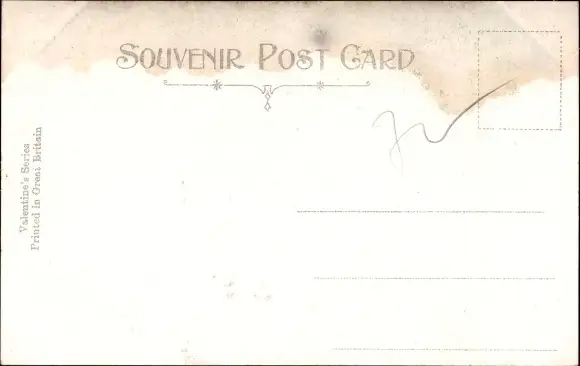 SOUVENIR POST CARD
Valentine's Series
Printed in Great Britain